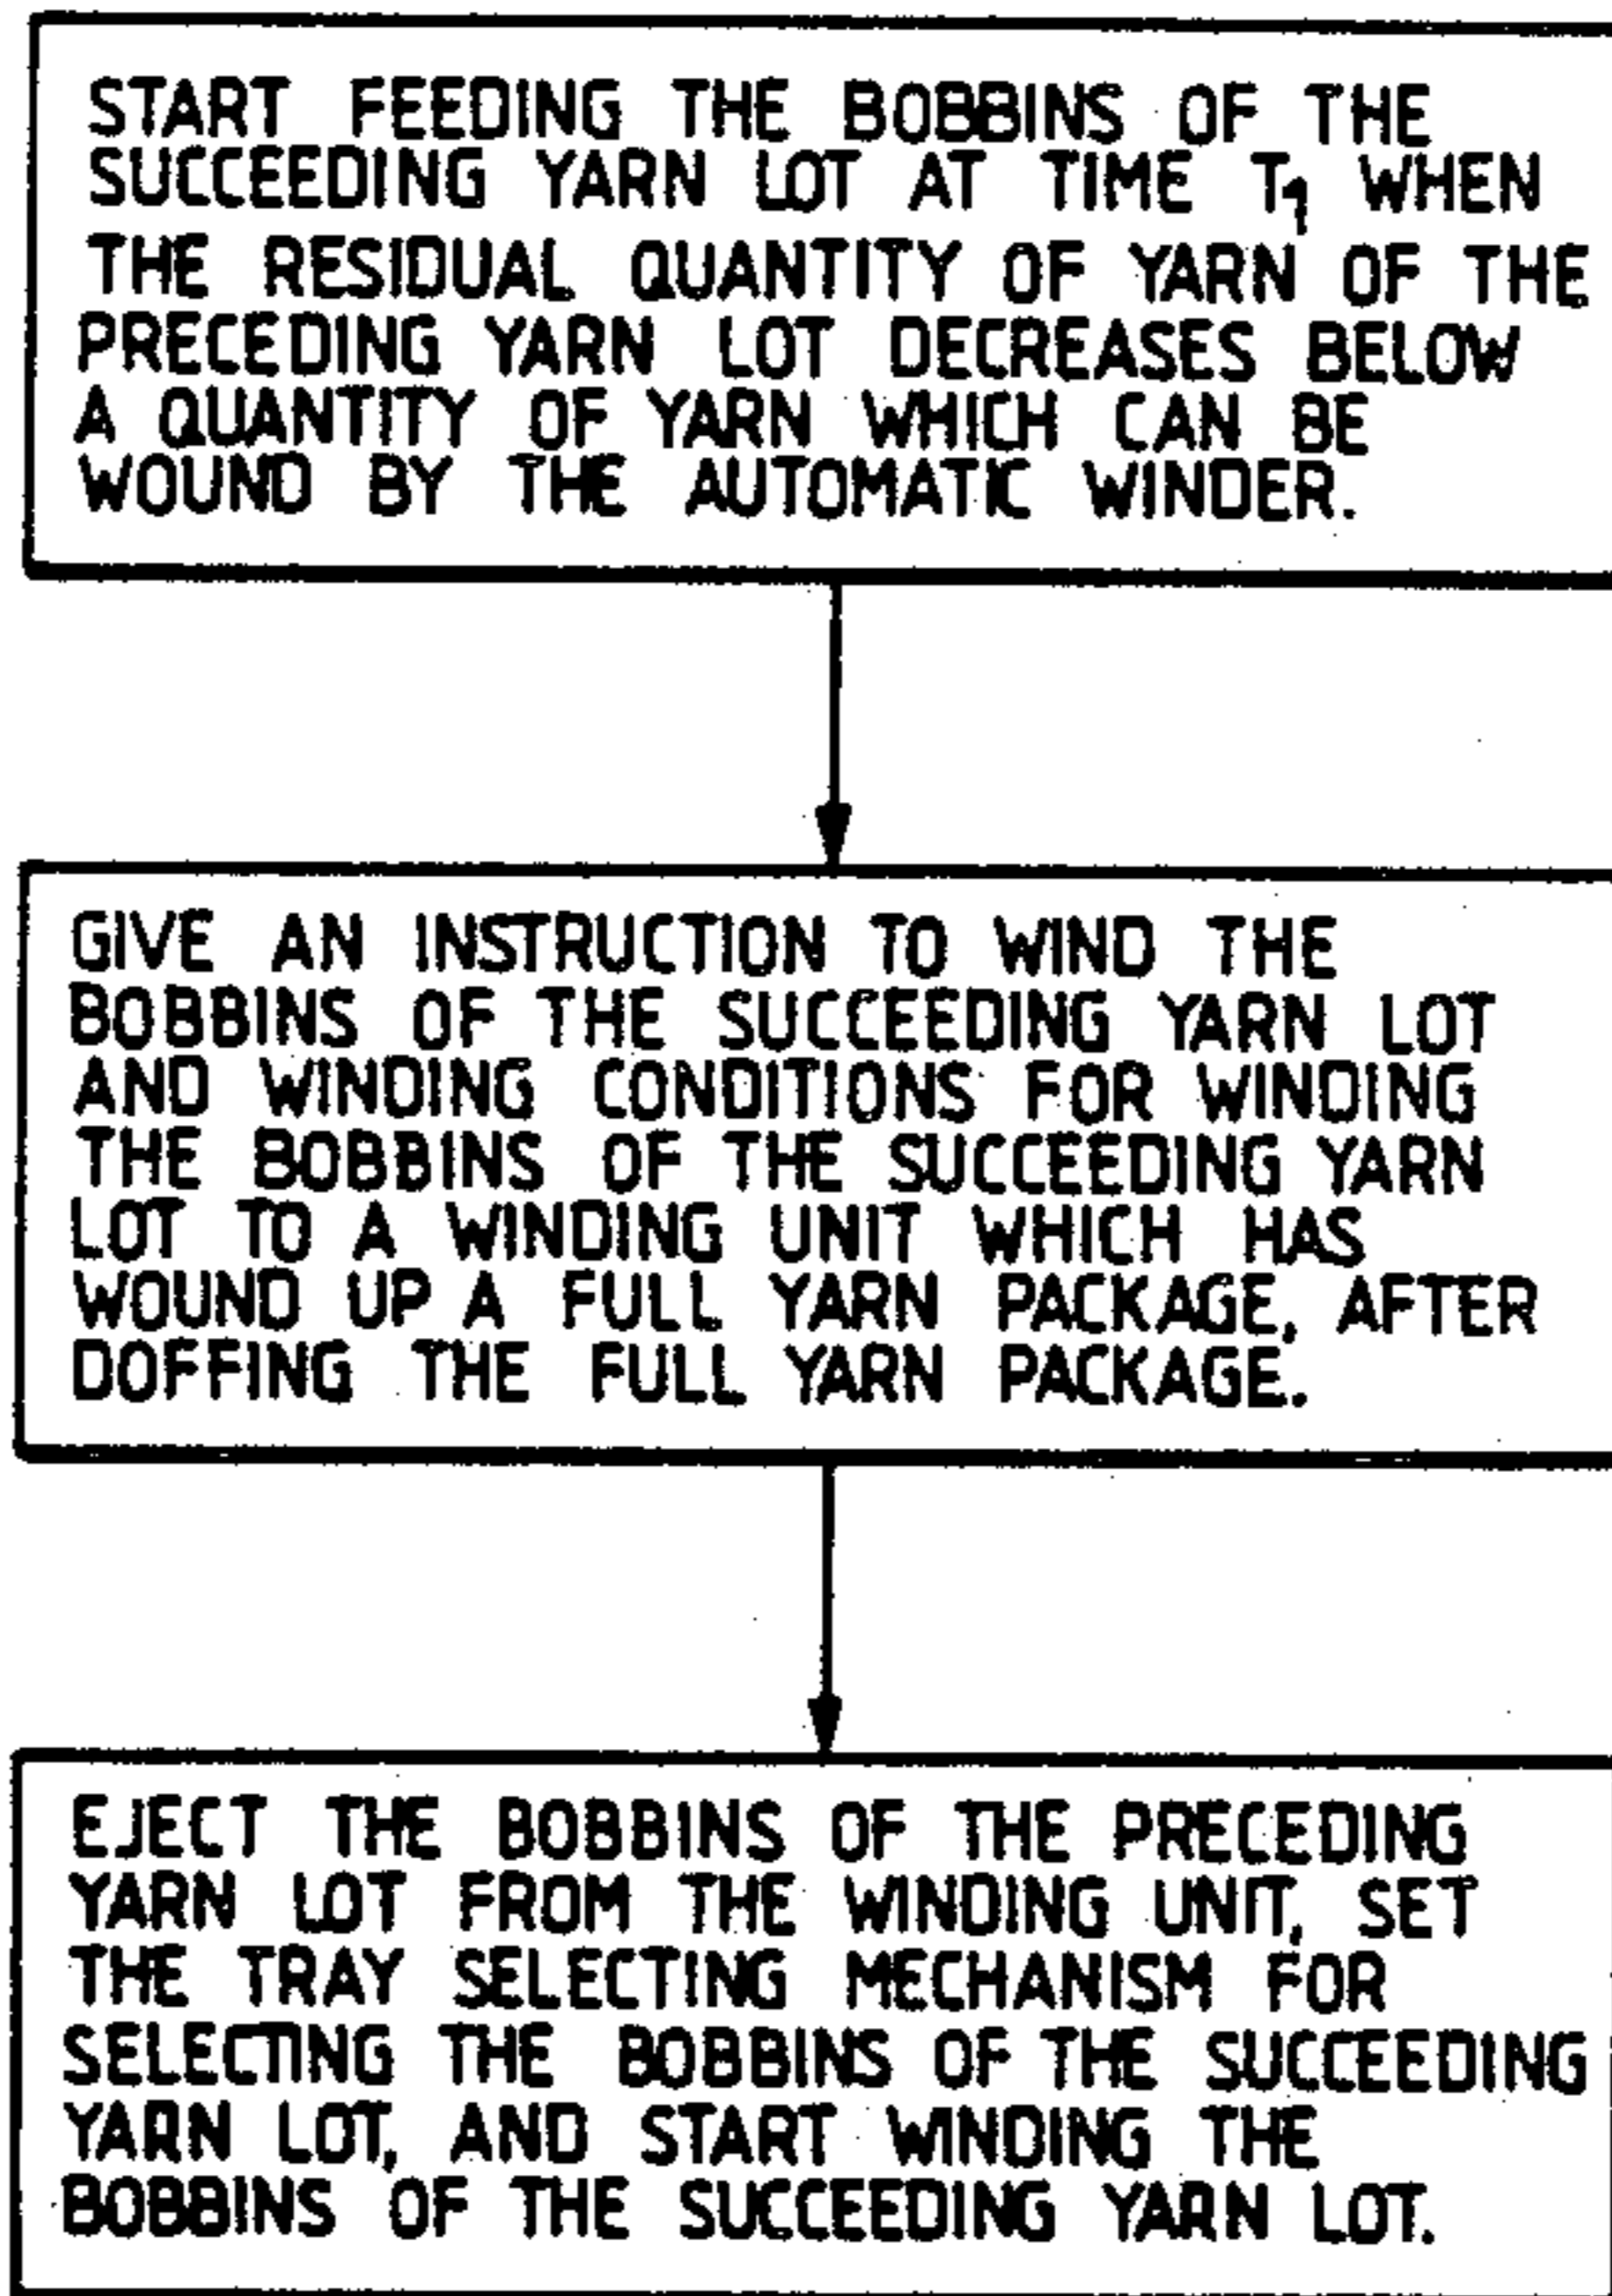 START FEEDING THE BOBBINS OF THE
SUCCEEDING YARN LOT AT TIME T1 WHEN
THE RESIDUAL QUANTITY OF YARN OF THE
PRECEDING YARN LOT DECREASES BELOW
A QUANTITY OF YARN WHICH CAN BE
WOUND BY THE AUTOMATIC WINDER.
GIVE AN INSTRUCTION TO WIND THE
BOBBINS OF THE SUCCEEDING YARN LOT
AND WINDING CONDITIONS FOR WINDING
THE BOBBINS OF THE SUCCEEDING YARN
LOT TO A WINDING UNIT WHICH HAS
WOUND UP A FULL YARN PACKAGE, AFTER
DOFFING THE FULL YARN PACKAGE.
EJECT THE BOBBINS OF THE PRECEDING
YARN LOT FROM THE WINDING UNIT, SET
THE TRAY SELECTING MECHANISM FOR
SELECTING THE BOBBINS OF THE SUCCEEDING
YARN LOT, AND START WINDING THE
BOBBINS OF THE SUCCEEDING YARN LOT.